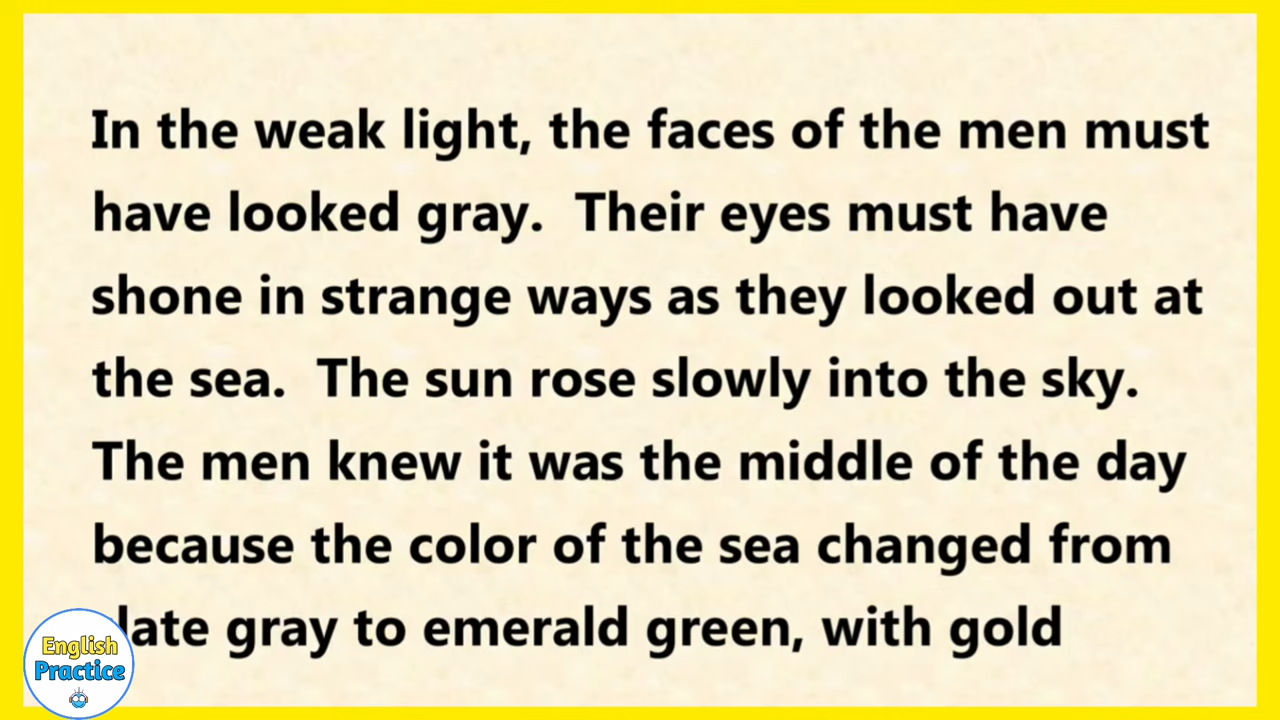 In the weak light, the faces of the men must
have looked gray.  Their eyes must have
shone in strange ways as they looked out at
the sea.  The sun rose slowly into the sky.
The men knew it was the middle of the day
because the color of the sea changed from
gray to emerald green, with gold
English
Practice